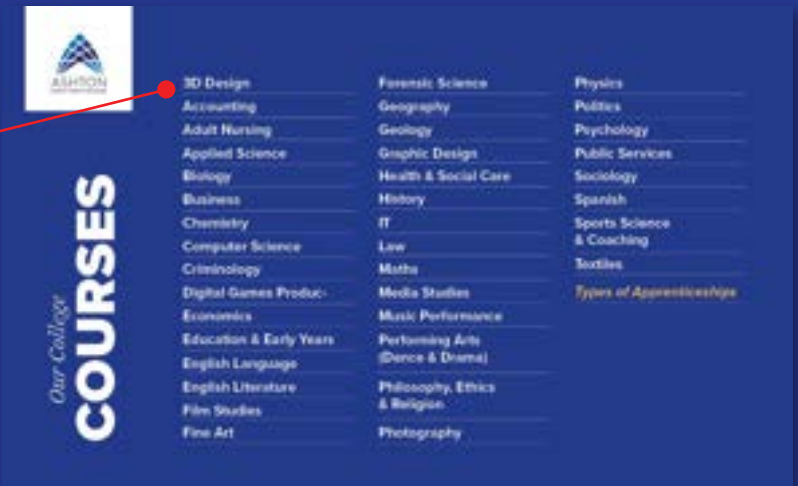 ASHTON
Our College
COURSES
3D Design
Accounting
Adult Nursing
Applied Science
Biology
Business
Chemistry
Computer Science
Criminology
Digital Games Produc-
Economics
Education & Early Years
English Language
English Literature
Film Studies
Fine Art
Forensic Science
Geography
Geology
Graphic Design
Health & Social Care
History
IT
Law
Maths
Media Studies
Music Performance
Performing Arts
(Dance & Drama)
Philosophy, Ethics
& Religion
Photography
Physics
Politics
Psychology
Public Services
Sociology
Spanish
Sports Science
& Coaching
Textiles
Types of Apprenticeships